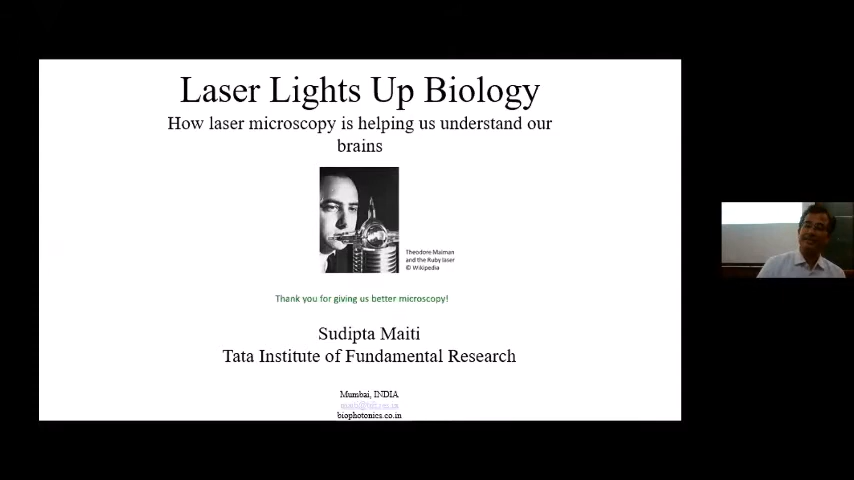 Laser Lights Up Biology
How laser microscopy is helping us understand our
brains
Theodore Maiman
and the Ruby laser
© Wikipedia
Thank you for giving us better microscopy!
Sudipta Maiti
Tata Institute of Fundamental Research
Mumbai, INDIA
biophotonics.co.in